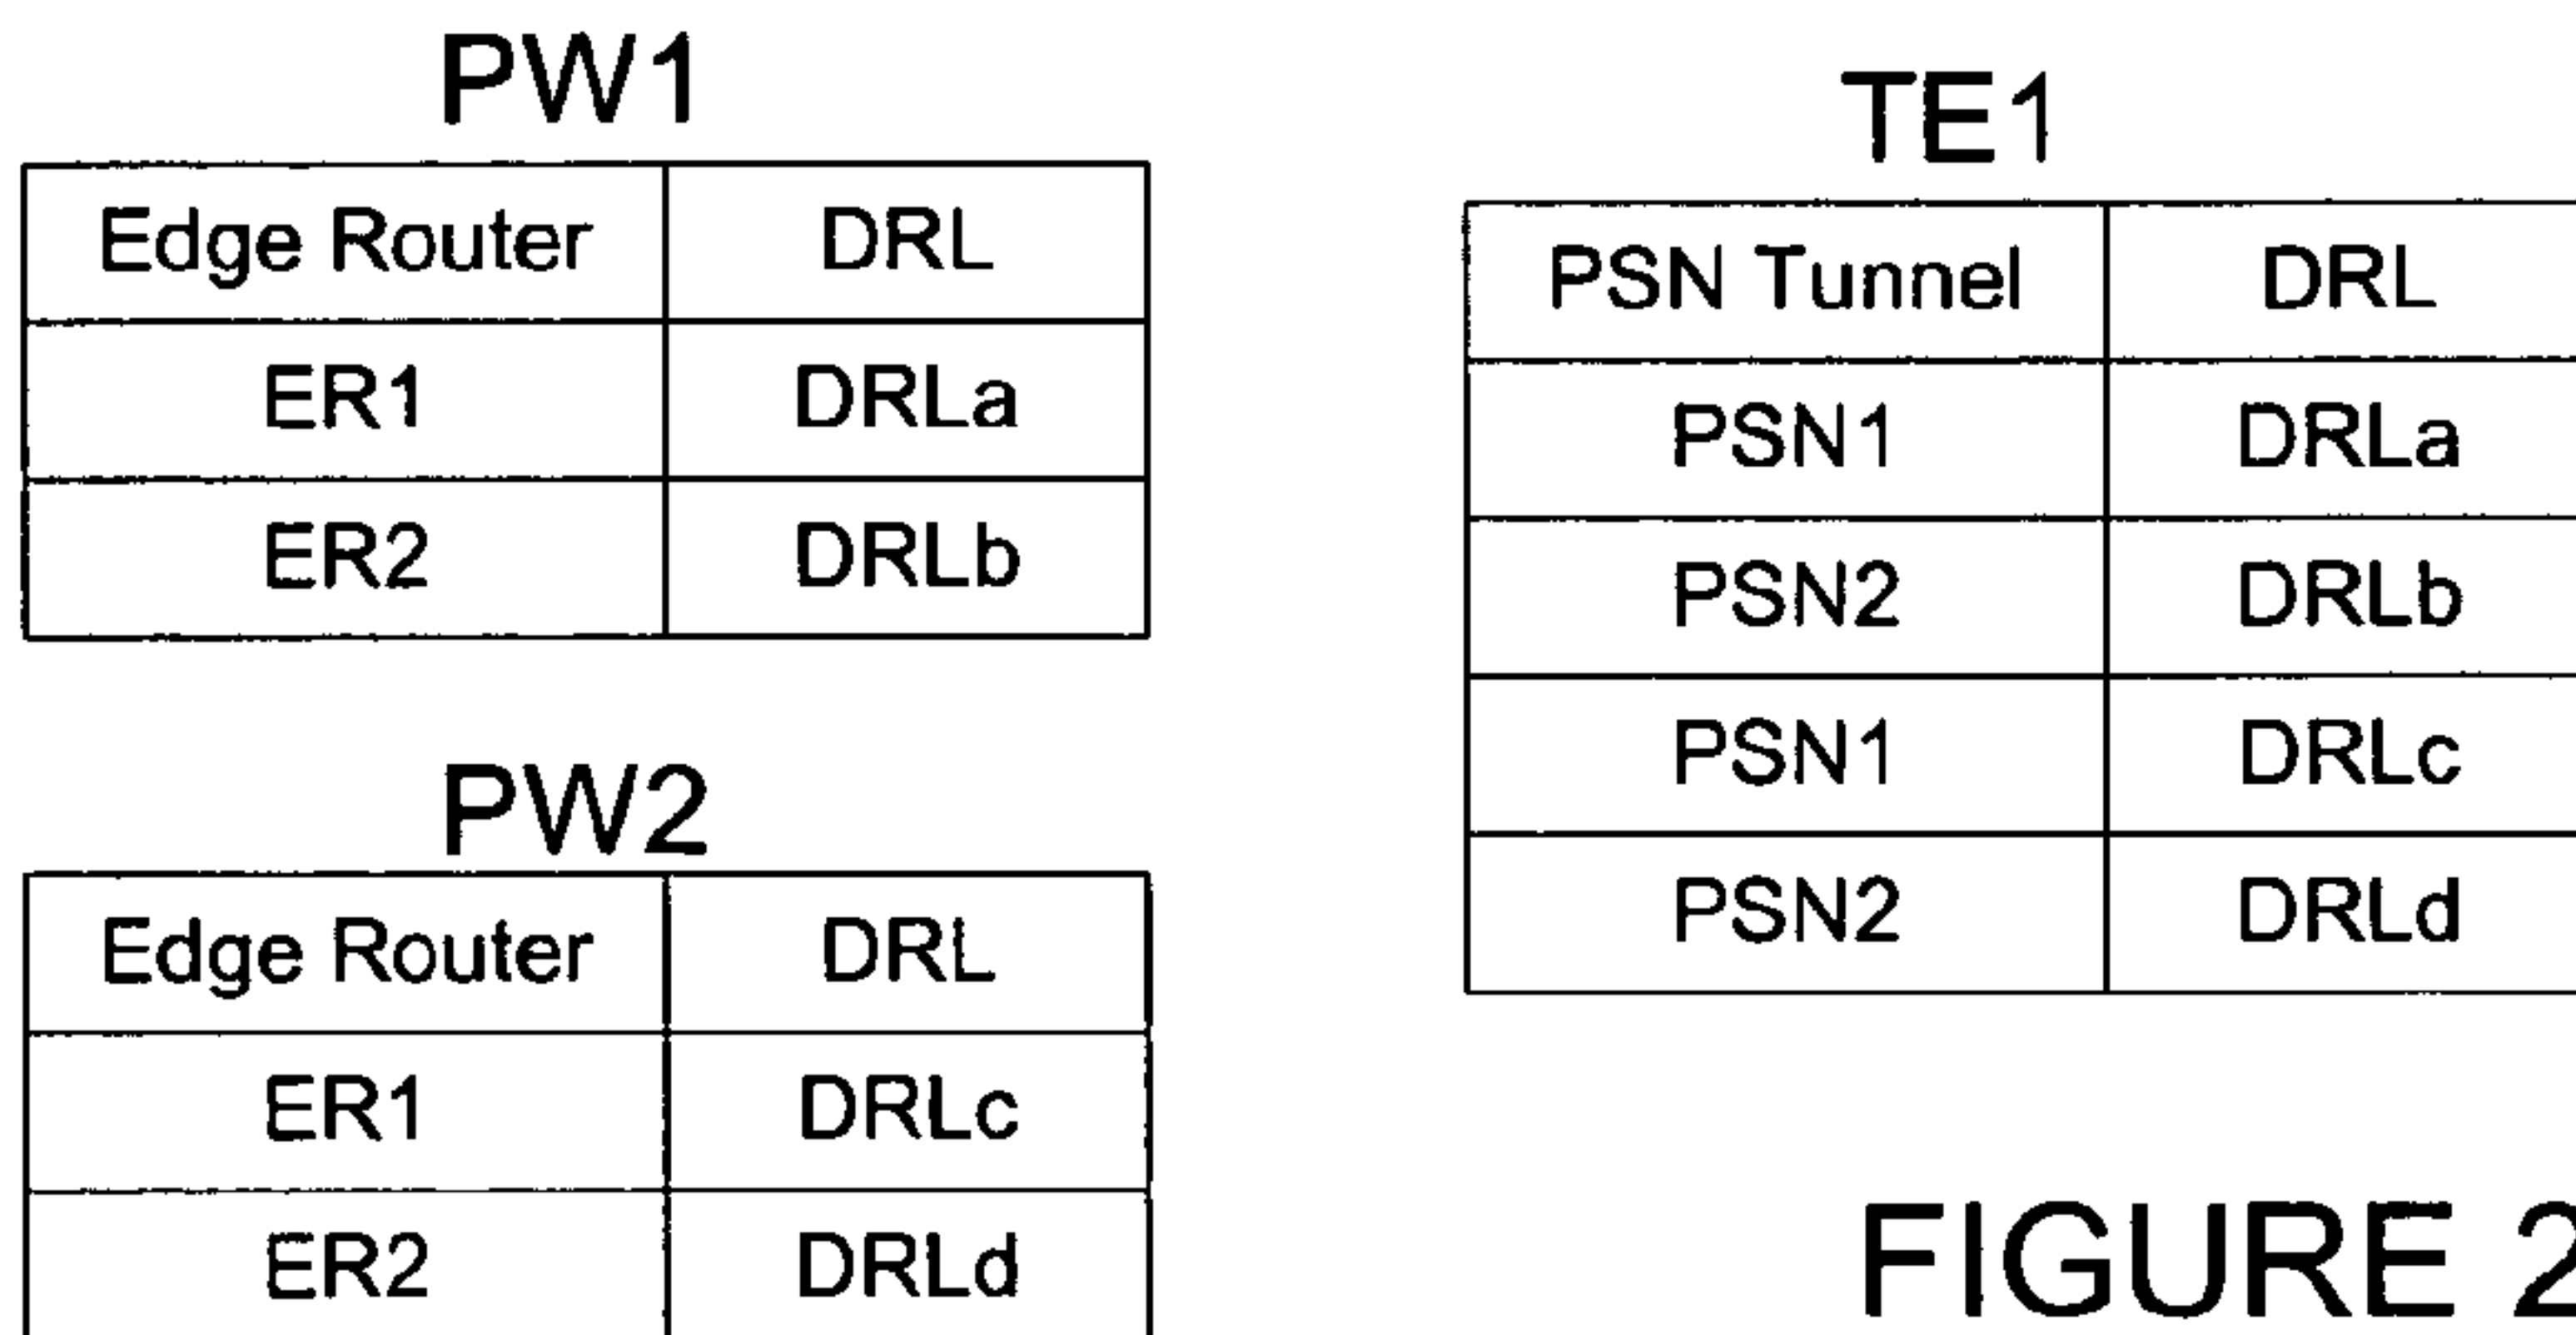 PW1
Edge Router DRL
ER1 DRLa
ER2 DRLb
PW2
Edge Router DRL
ER1 DRLc
ER2 DRLd
TE1
PSN Tunnel DRL
PSN1 DRLa
PSN2 DRLb
PSN1 DRLc
PSN2 DRLd
FIGURE 2